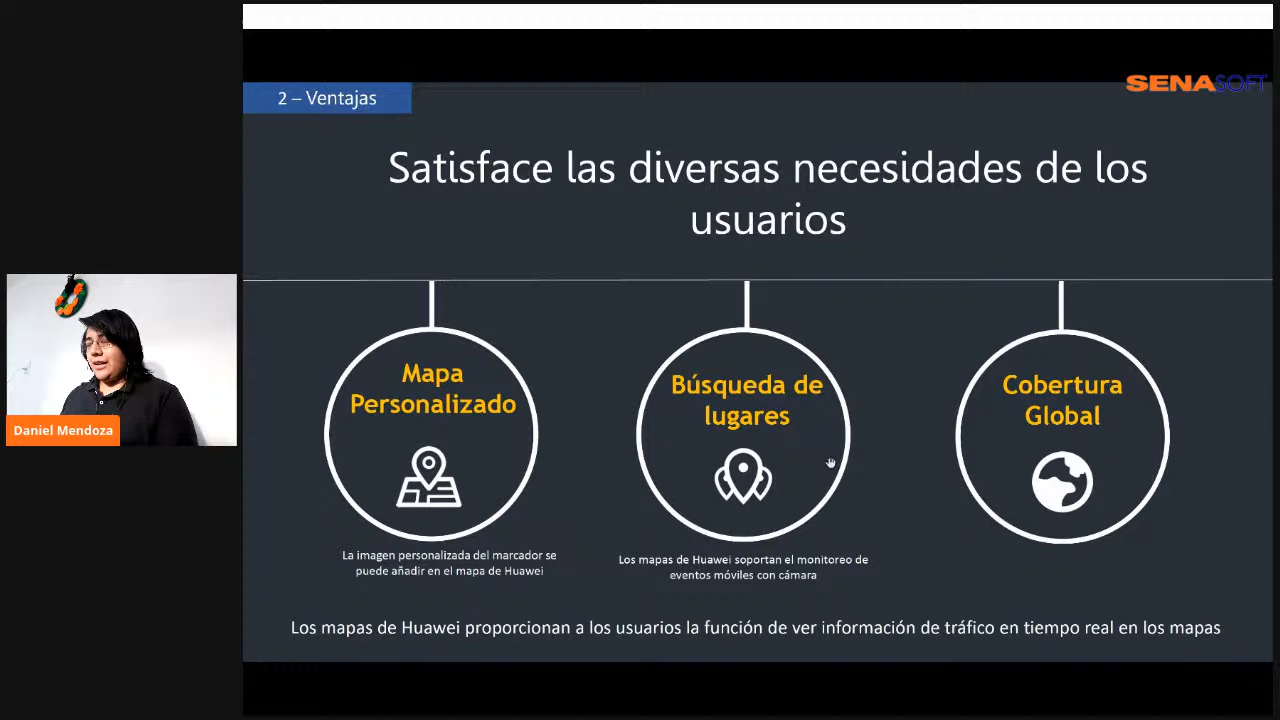 2 – Ventajas
SENASOFT
Satisface las diversas necesidades de los
usuarios
Mapa
Personalizado
Búsqueda de
lugares
Cobertura
Global
La imagen personalizada del marcador se
puede añadir en el mapa de Huawei
Los mapas de Huawei soportan el monitoreo de
eventos móviles con cámara
Los mapas de Huawei proporcionan a los usuarios la función de ver información de tráfico en tiempo real en los mapas
Daniel Mendoza